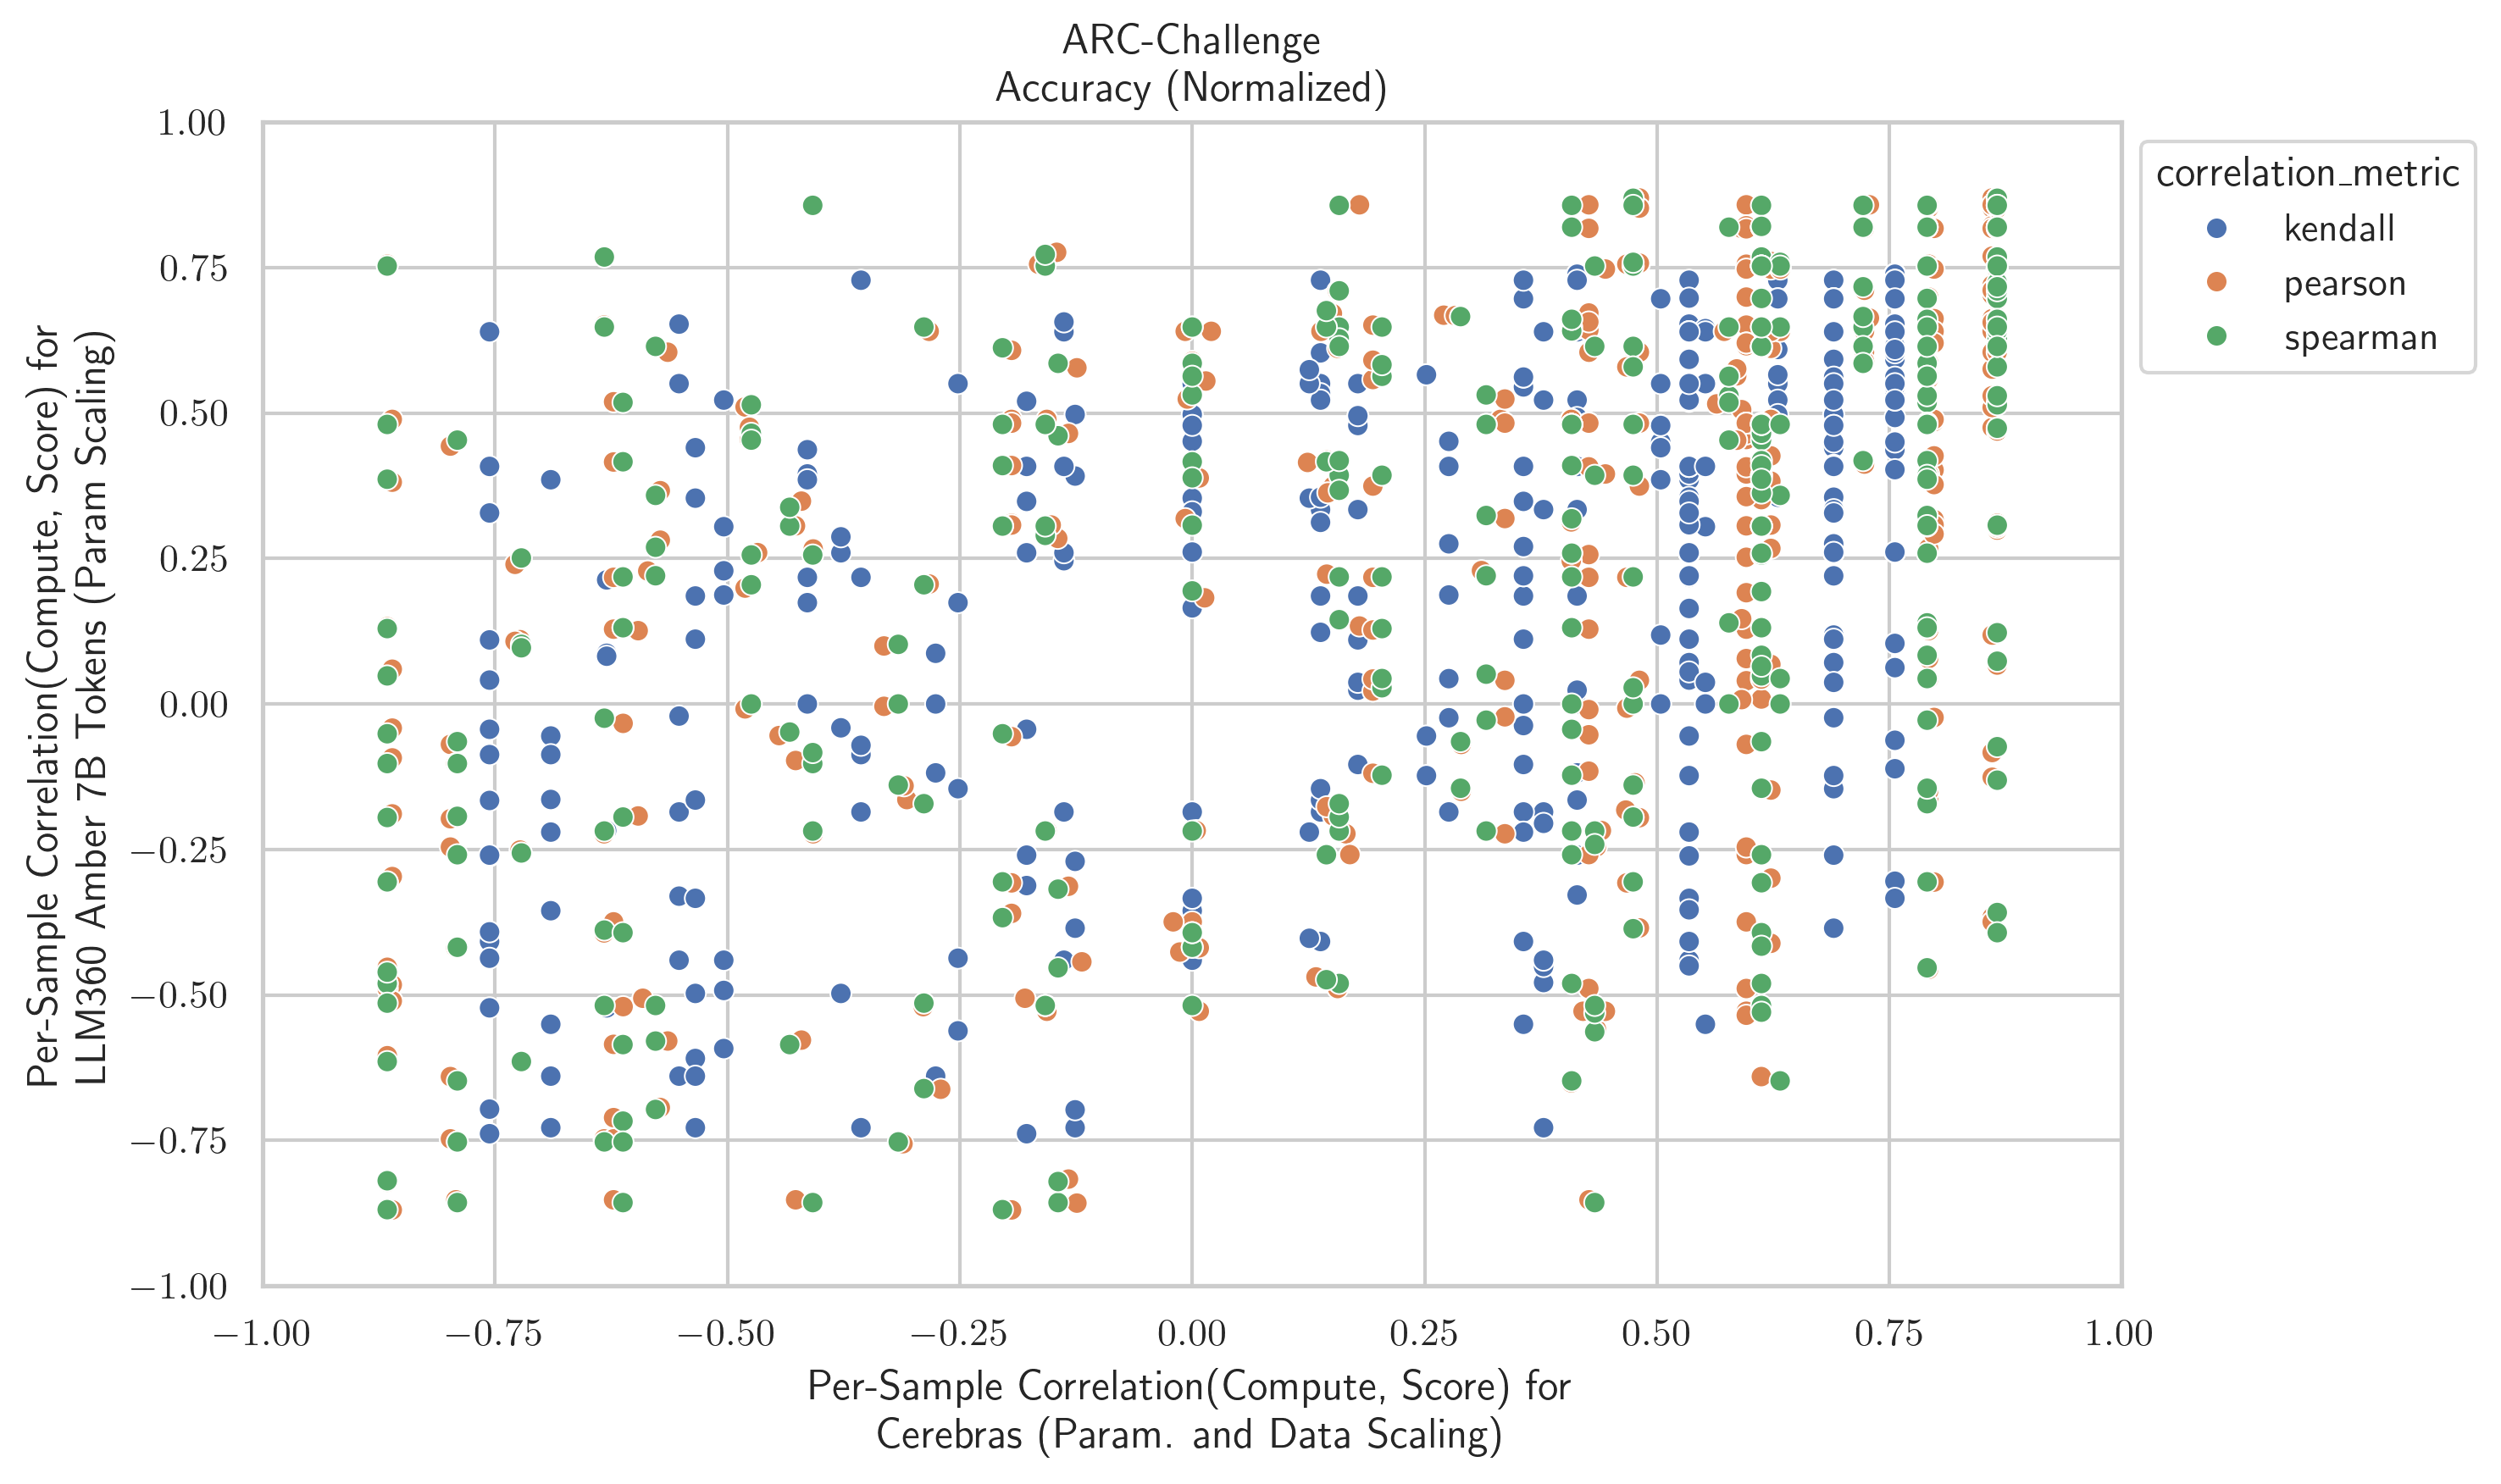 ARC-Challenge
Accuracy (Normalized)
Per-Sample Correlation(Compute, Score) for
LLM360 Amber 7B Tokens (Param Scaling)
1.00
0.75
0.50
0.25
0.00
−0.25
−0.50
−0.75
−1.00
−1.00 −0.75 −0.50 −0.25 0.00 0.25 0.50 0.75 1.00
Per-Sample Correlation(Compute, Score) for
Cerebras (Param. and Data Scaling)
correlation_metric
kendall
pearson
spearman